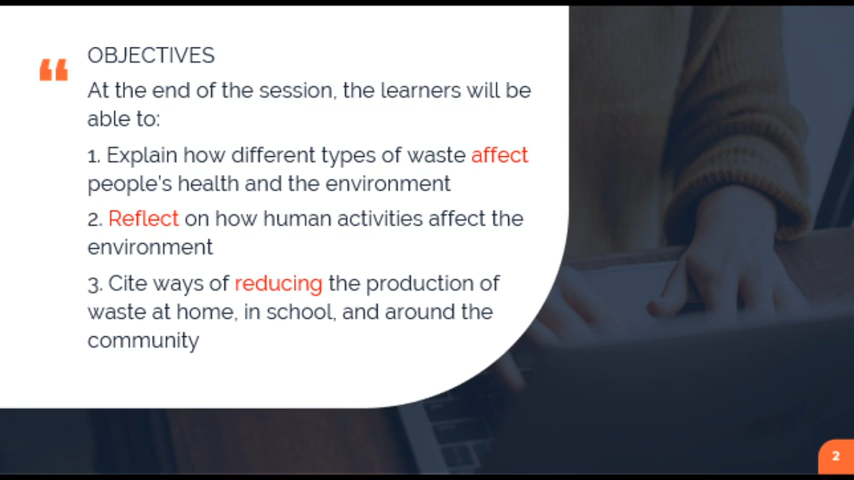 “
OBJECTIVES
At the end of the session, the learners will be
able to:
1. Explain how different types of waste affect
people's health and the environment
2. Reflect on how human activities affect the
environment
3. Cite ways of reducing the production of
waste at home, in school, and around the
community
2